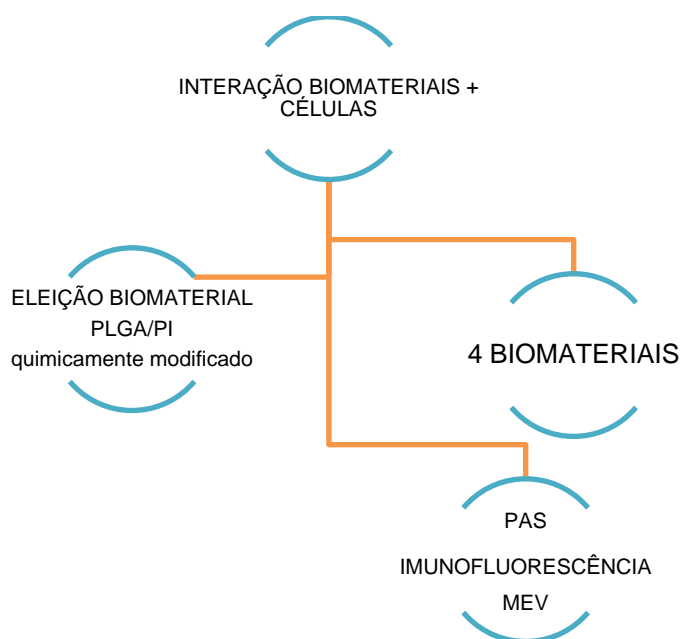 INTERAÇÃO BIOMATERIAIS +
CÉLULAS
ELEIÇÃO BIOMATERIAL
PLGA/PI
quimicamente modificado
4 BIOMATERIAIS
PAS
IMUNOFLUORESCÊNCIA
MEV